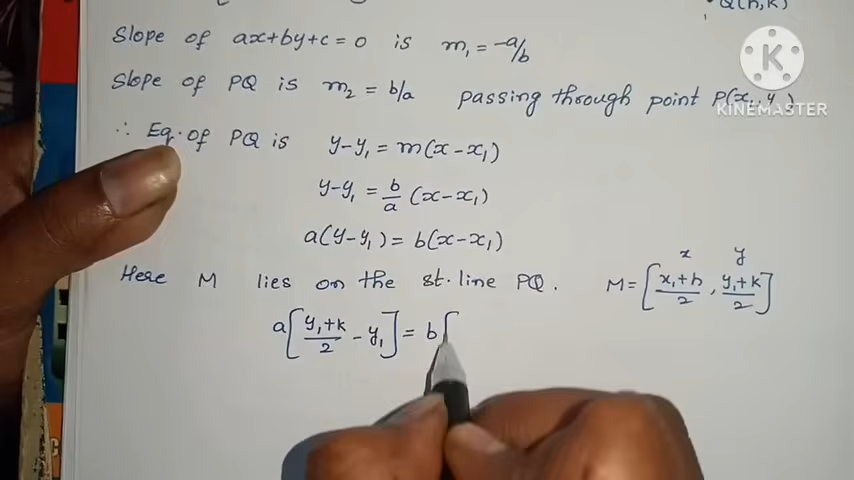 Q(h,k)
Slope of ax+by+c=0 is m₁ = -a/b
Slope of PQ is m₂ = b/a passing through point P(x₁, y₁)
∴ Eq. of PQ is y-y₁ = m(x-x₁)
y-y₁ = b/a (x-x₁)
a(y-y₁) = b(x-x₁)
x y
Here M lies on the st. line PQ. M = [x₁+h/2, y₁+k/2]
a[y₁+k/2 - y₁] = b[
K
KINEMASTER